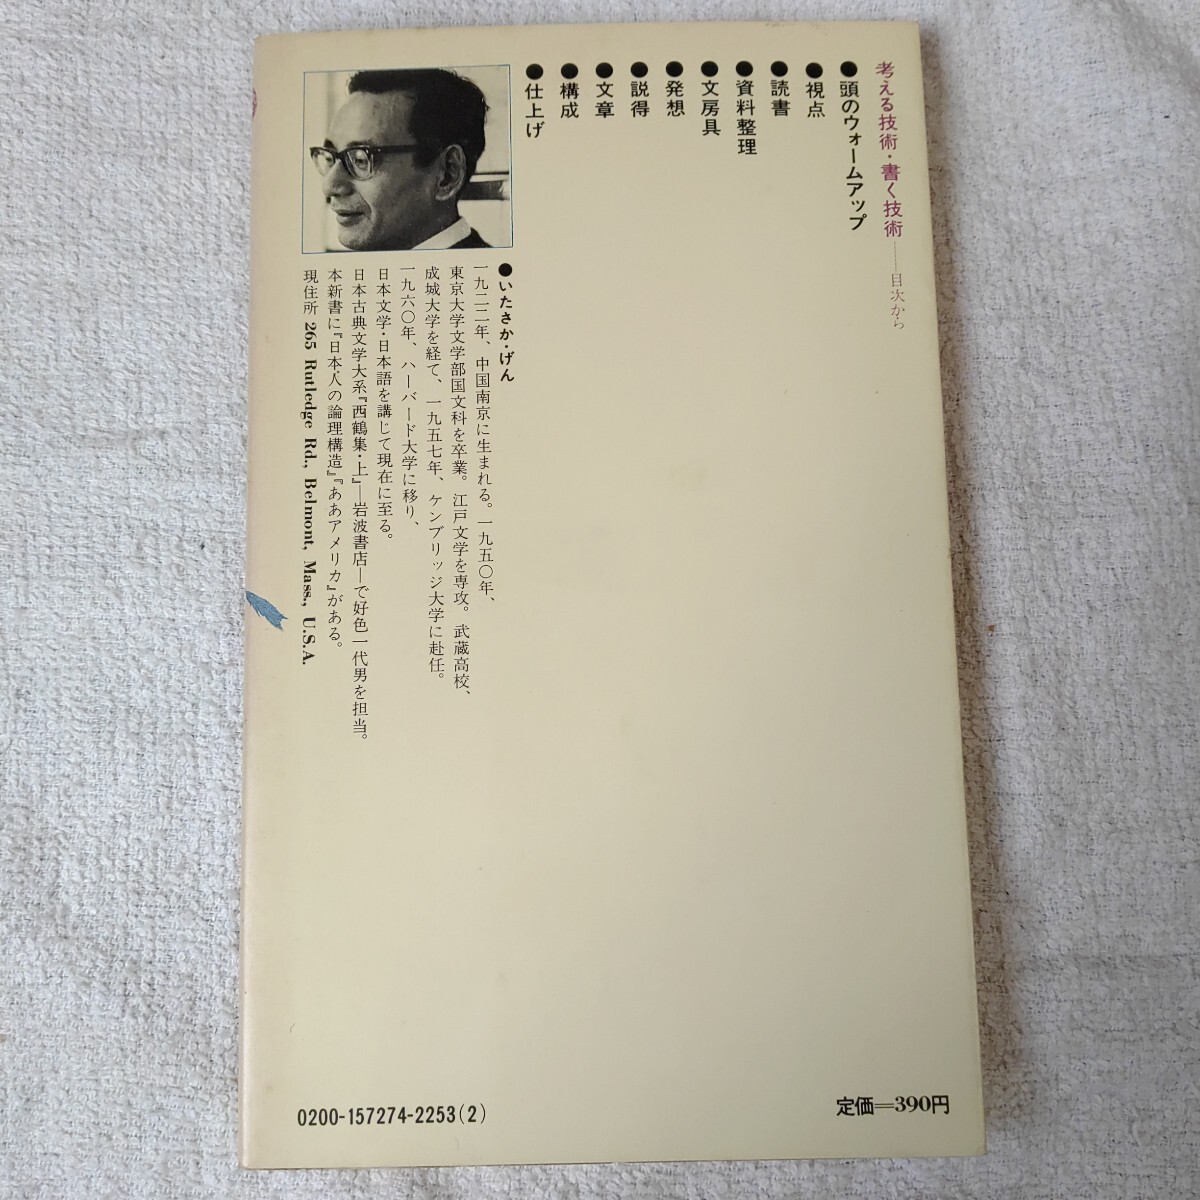 考える技術・書く技術――目次から
●頭のウォームアップ
●視点
●読書
●資料整理
●文房具
●発想
●説得
●文章
●構成
●仕上げ
●いたさか・げん
一九二二年、中国南京に生まれる。一九五〇年、
東京大学文学部国文科を卒業。江戸文学を専攻。武蔵高校、
成城大学を経て、一九五七年、ケンブリッジ大学に赴任。
一九六〇年、ハーバード大学に移り、
日本文学・日本語を講じて現在に至る。
日本古典文学大系『西鶴集・上』―岩波書店―で好色一代男を担当。
本新書に『日本人の論理構造』『ああアメリカ』がある。
現住所 265 Rutledge Rd., Belmont, Mass., U.S.A.
0200-157274-2253(2)
定価=390円